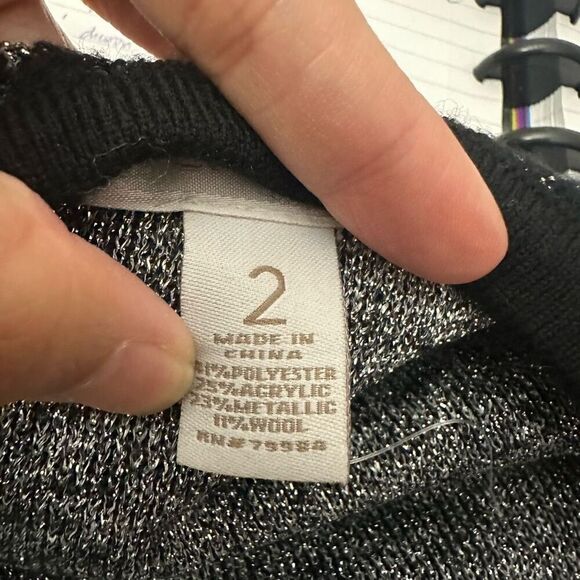 2
MADE IN
CHINA
POLYESTER
25% ACRYLIC
23% METALLIC
11% WOOL
RN# 79984